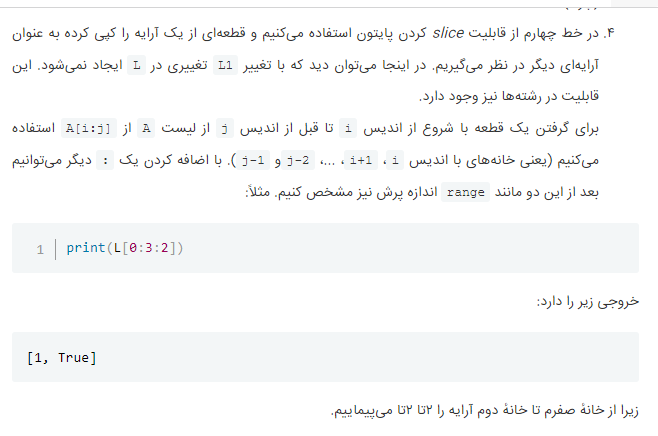 ۴. در خط چهارم از قابلیت slice کردن پایتون استفاده می‌کنیم و قطعه‌ای از یک آرایه را کپی کرده به عنوان
آرایه‌ای دیگر در نظر می‌گیریم. در اینجا می‌توان دید که با تغییر L1 تغییری در L ایجاد نمی‌شود. این
قابلیت در رشته‌ها نیز وجود دارد.
برای گرفتن یک قطعه با شروع از اندیس i تا قبل از اندیس j از لیست A از A[i:j] استفاده
می‌کنیم (یعنی خانه‌های با اندیس i ، i+1 ، ...، j-2 و j-1 ). با اضافه کردن یک : دیگر می‌توانیم
بعد از این دو مانند range اندازه پرش نیز مشخص کنیم. مثلاً:
1 print(L[0:3:2])
خروجی زیر را دارد:
[1, True]
زیرا از خانهٔ صفرم تا خانهٔ دوم آرایه را ۲تا ۲تا می‌پیماییم.